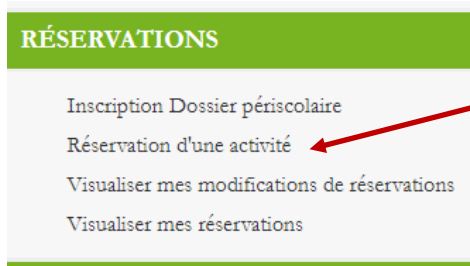 RÉSERVATIONS
Inscription Dossier périscolaire
Réservation d'une activité
Visualiser mes modifications de réservations
Visualiser mes réservations